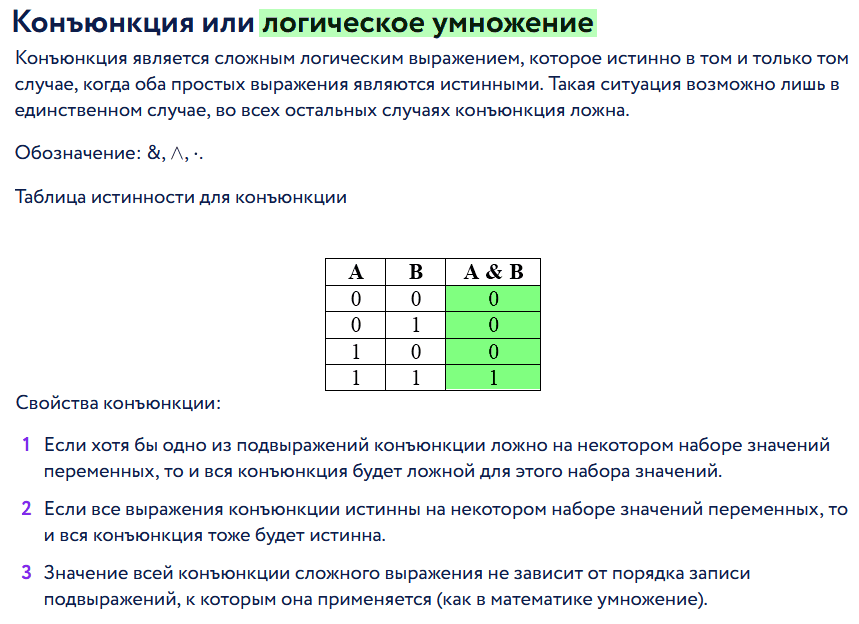 Конъюнкция или логическое умножение
Конъюнкция является сложным логическим выражением, которое истинно в том и только том
случае, когда оба простых выражения являются истинными. Такая ситуация возможно лишь в
единственном случае, во всех остальных случаях конъюнкция ложна.
Обозначение: &, ∧, ⋅.
Таблица истинности для конъюнкции
A B A & B
0 0 0
0 1 0
1 0 0
1 1 1
Свойства конъюнкции:
1 Если хотя бы одно из подвыражений конъюнкции ложно на некотором наборе значений
переменных, то и вся конъюнкция будет ложной для этого набора значений.
2 Если все выражения конъюнкции истинны на некотором наборе значений переменных, то
и вся конъюнкция тоже будет истинна.
3 Значение всей конъюнкции сложного выражения не зависит от порядка записи
подвыражений, к которым она применяется (как в математике умножение).